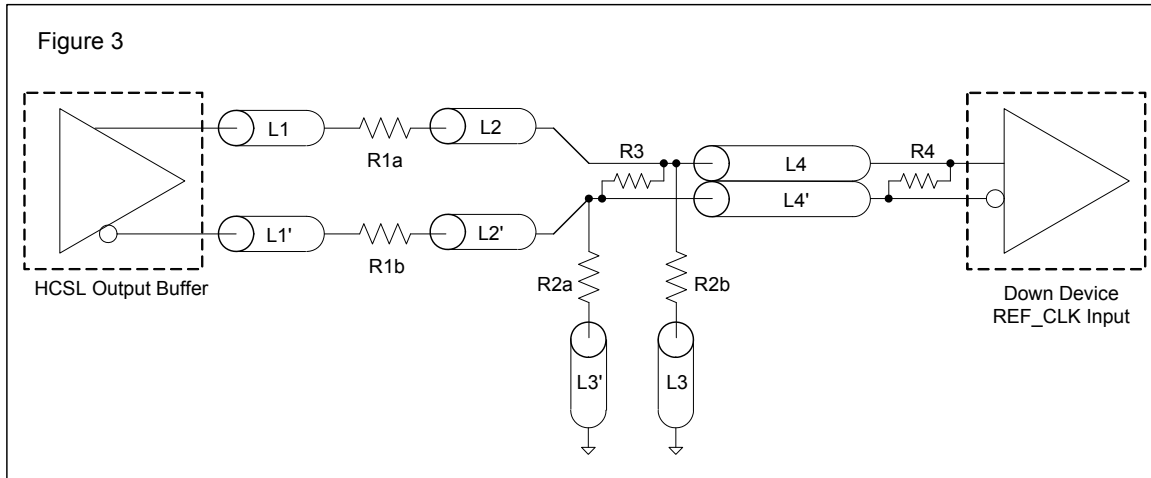 Figure 3
L1
R1a
L2
R3
L4
R4
L1'
R1b
L2'
L4'
HCSL Output Buffer
R2a
R2b
Down Device
REF_CLK Input
L3'
L3